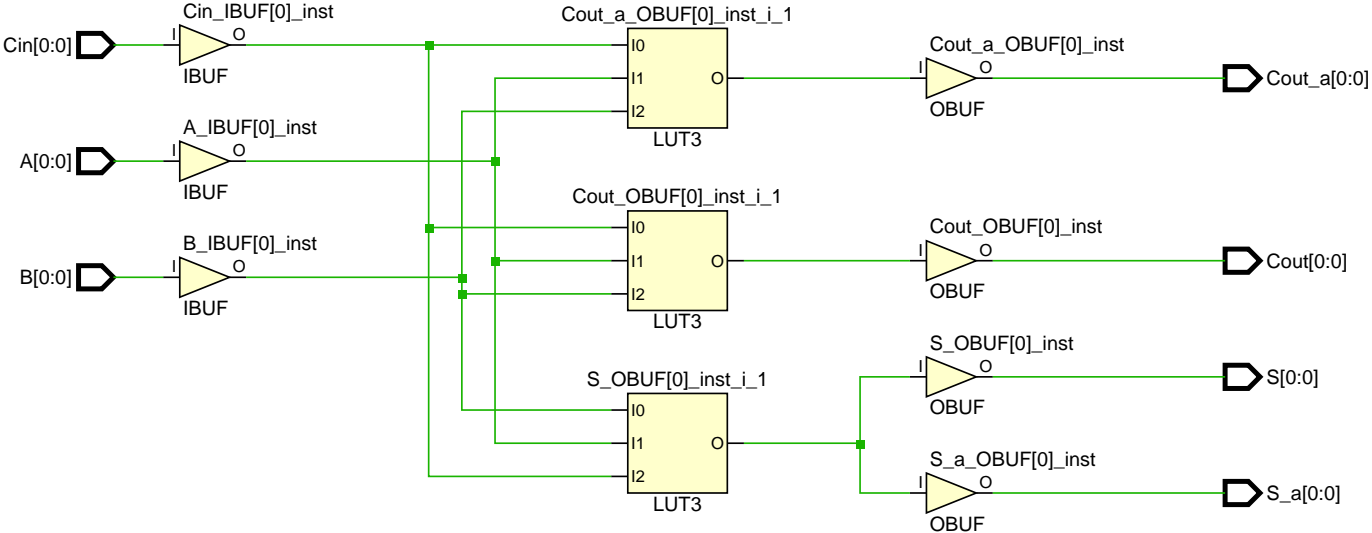 Cin[0:0]
I
Cin_IBUF[0]_inst
O
IBUF
A[0:0]
I
A_IBUF[0]_inst
O
IBUF
B[0:0]
I
B_IBUF[0]_inst
O
IBUF
Cout_a_OBUF[0]_inst_i_1
I0
I1
I2
O
LUT3
Cout_OBUF[0]_inst_i_1
I0
I1
I2
O
LUT3
S_OBUF[0]_inst_i_1
I0
I1
I2
O
LUT3
Cout_a_OBUF[0]_inst
I
O
OBUF
Cout_a[0:0]
Cout_OBUF[0]_inst
I
O
OBUF
Cout[0:0]
S_OBUF[0]_inst
I
O
OBUF
S[0:0]
S_a_OBUF[0]_inst
I
O
OBUF
S_a[0:0]